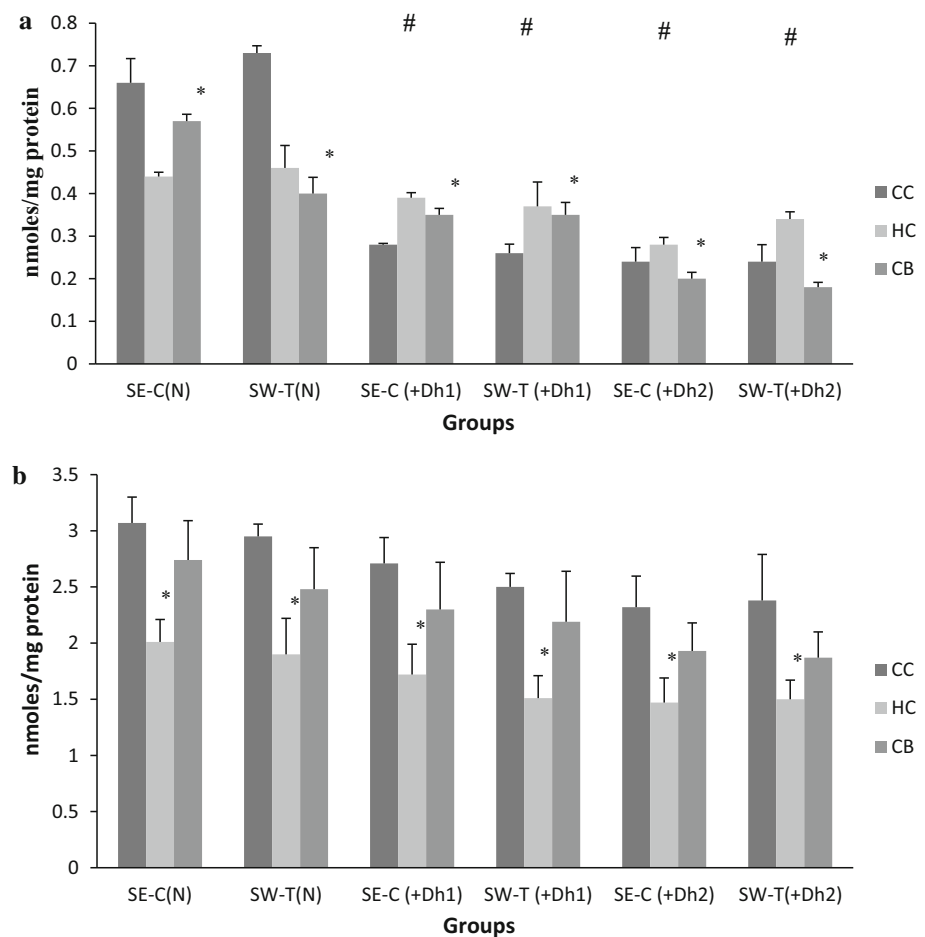 a
# # # #
0.8
0.7
0.6
0.5
0.4
0.3
0.2
0.1
0
nmoles/mg protein
* * * * * *
CC
HC
CB
SE-C(N) SW-T(N) SE-C (+Dh1) SW-T (+Dh1) SE-C (+Dh2) SW-T(+Dh2)
Groups
b
3.5
3
2.5
2
1.5
1
0.5
0
nmoles/mg protein
* * * * * *
CC
HC
CB
SE-C(N) SW-T(N) SE-C (+Dh1) SW-T (+Dh1) SE-C (+Dh2) SW-T(+Dh2)
Groups